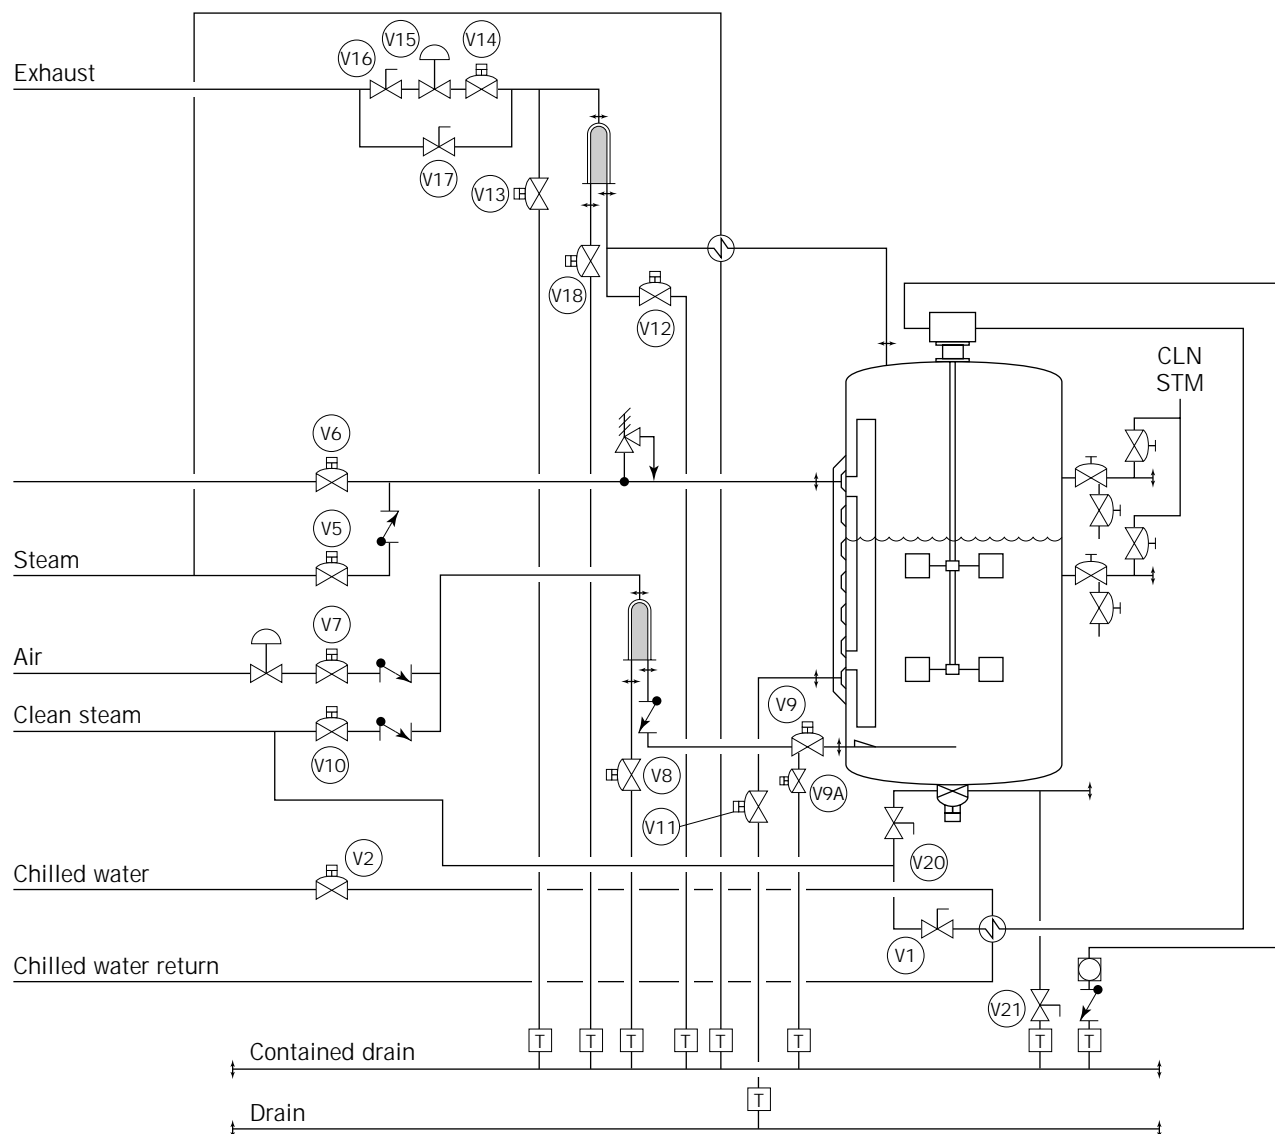 V15
V14
V16
Exhaust
V17
V13
V18
V12
CLN
STM
V6
V5
Steam
V7
Air
V9
Clean steam
V10
V8
V9A
V11
V2
V20
Chilled water
V1
Chilled water return
V21
T
T
T
T
T
T
T
T
Contained drain
T
Drain